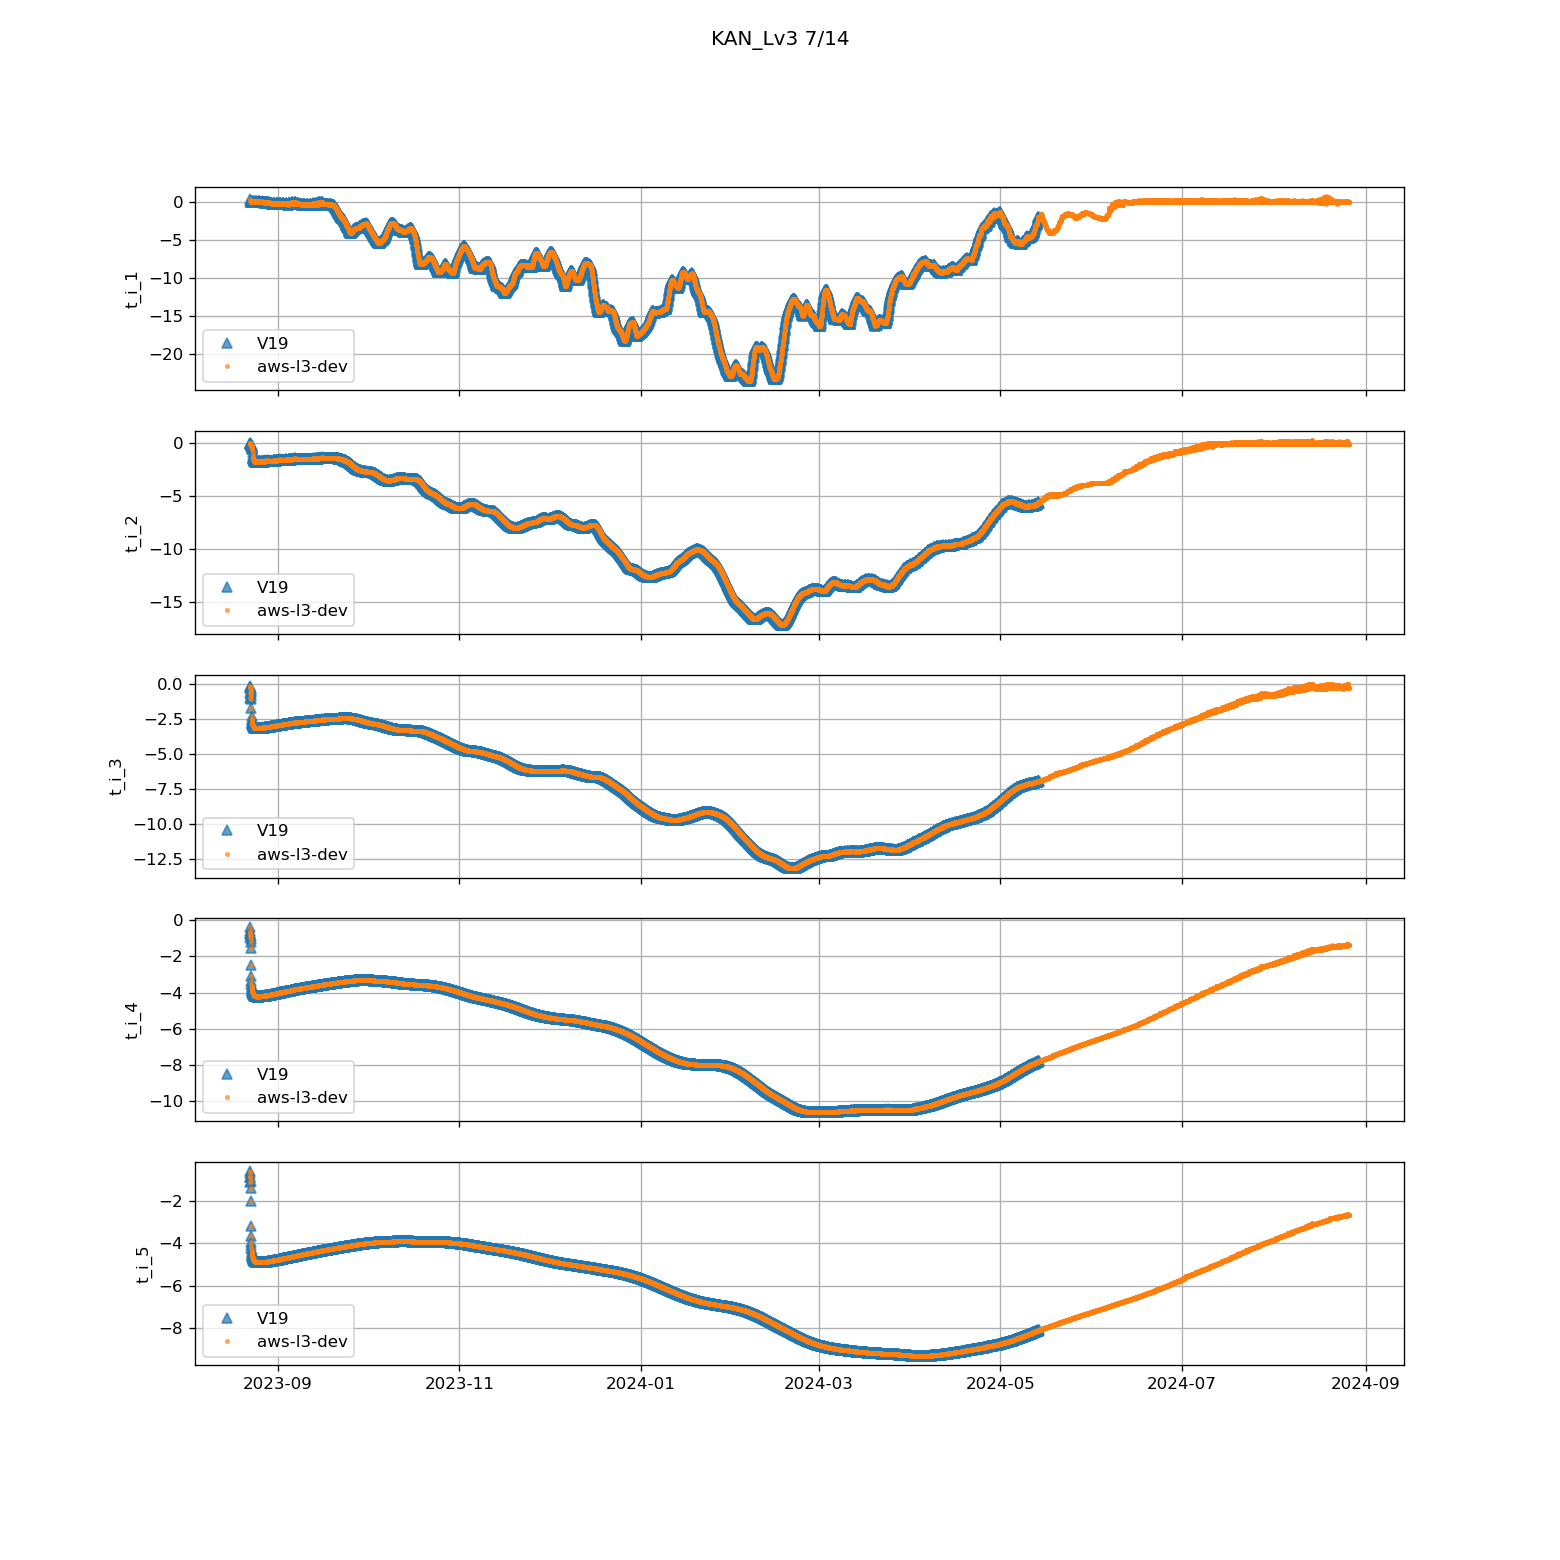 KAN_Lv3 7/14
0
−5
−10
−15
−20
t_i_1
V19
aws-l3-dev
0
−5
−10
−15
t_i_2
V19
aws-l3-dev
0.0
−2.5
−5.0
−7.5
−10.0
−12.5
t_i_3
V19
aws-l3-dev
0
−2
−4
−6
−8
−10
t_i_4
V19
aws-l3-dev
−2
−4
−6
−8
t_i_5
V19
aws-l3-dev
2023-09 2023-11 2024-01 2024-03 2024-05 2024-07 2024-09